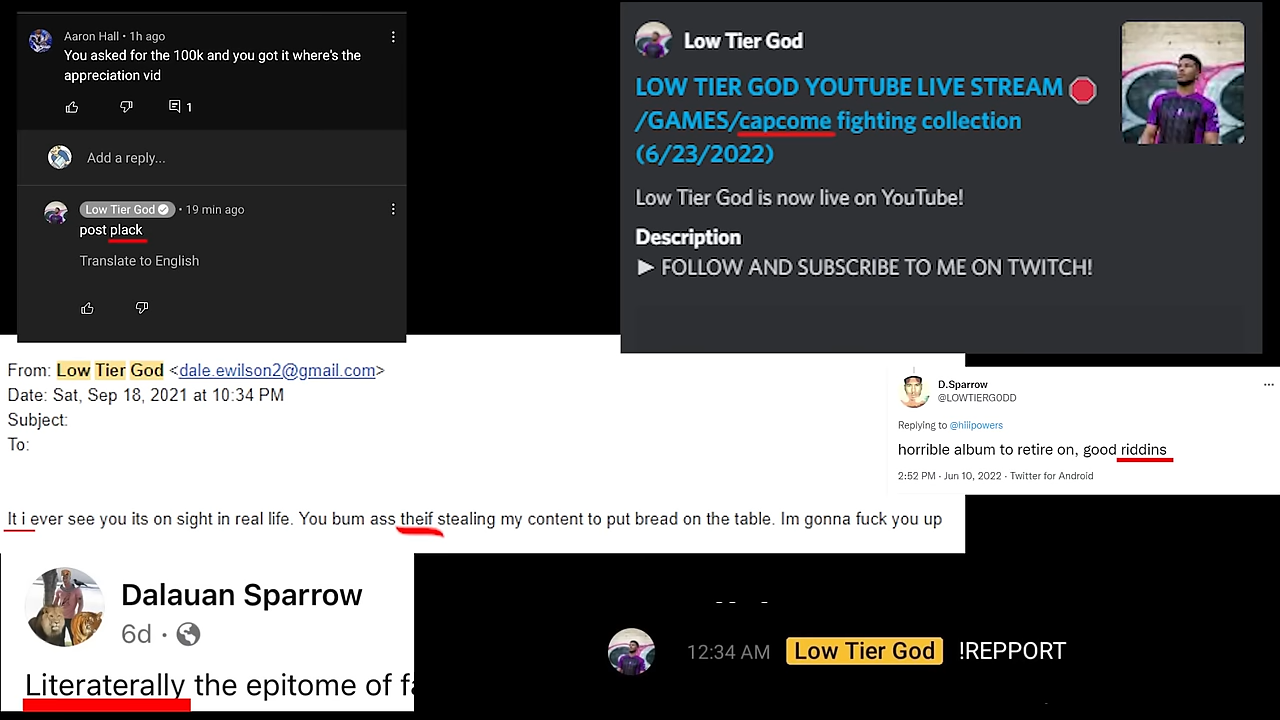 Aaron Hall • 1h ago
You asked for the 100k and you got it where's the
appreciation vid
1
Add a reply...
Low Tier God • 19 min ago
post plack
Translate to English
Low Tier God
LOW TIER GOD YOUTUBE LIVE STREAM
/GAMES/capcome fighting collection
(6/23/2022)
Low Tier God is now live on YouTube!
Description
► FOLLOW AND SUBSCRIBE TO ME ON TWITCH!
From: Low Tier God <dale.ewilson2@gmail.com>
Date: Sat, Sep 18, 2021 at 10:34 PM
Subject:
To:
It i ever see you its on sight in real life. You bum ass theif stealing my content to put bread on the table. Im gonna fuck you up
D.Sparrow
@LOWTIERG0DD
Replying to @hiiipowers
horrible album to retire on, good riddins
2:52 PM · Jun 10, 2022 · Twitter for Android
Dalauan Sparrow
6d ·
Literaterally the epitome of fa
12:34 AM Low Tier God !REPPORT